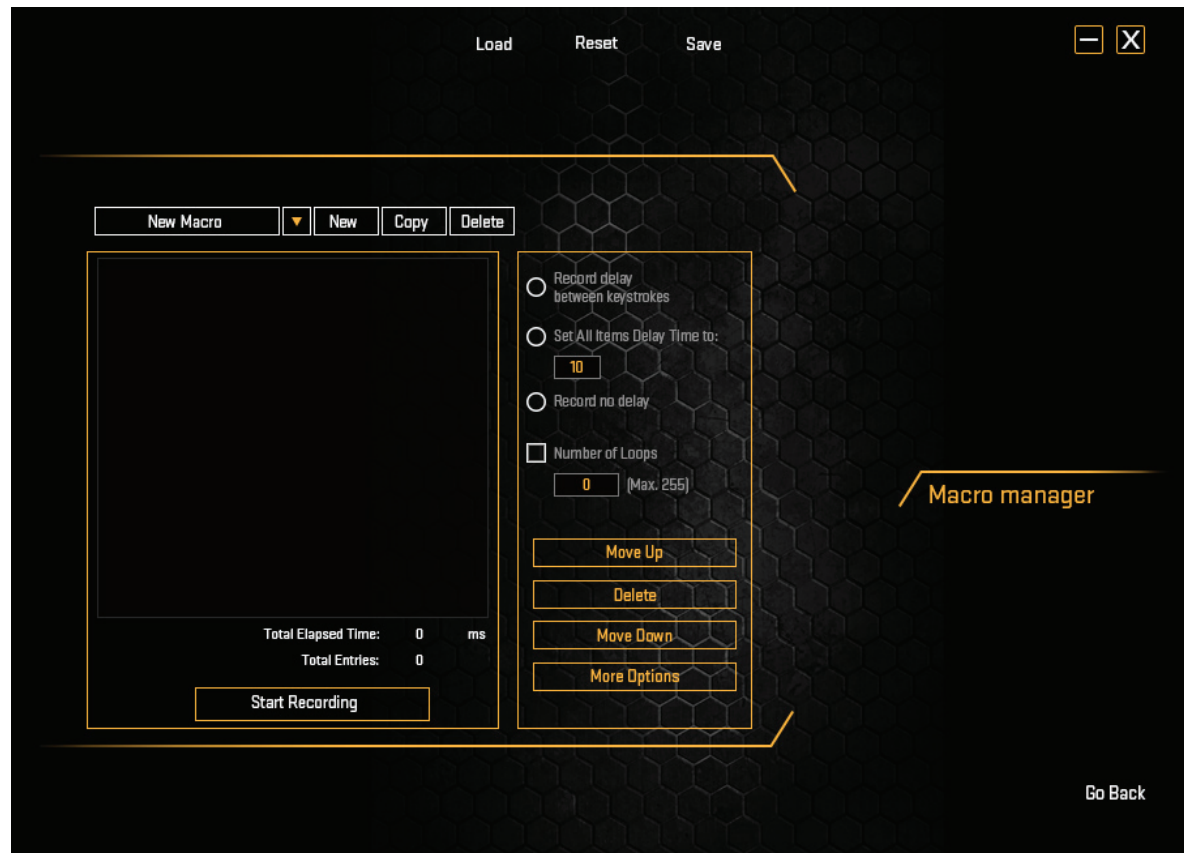 Load Reset Save X
New Macro New Copy Delete
Record delay
between keystrokes
Set All Items Delay Time to:
10
Record no delay
Number of Loops
0 (Max. 255)
Move Up
Delete
Move Down
More Options
Total Elapsed Time: 0 ms
Total Entries: 0
Start Recording
Macro manager
Go Back